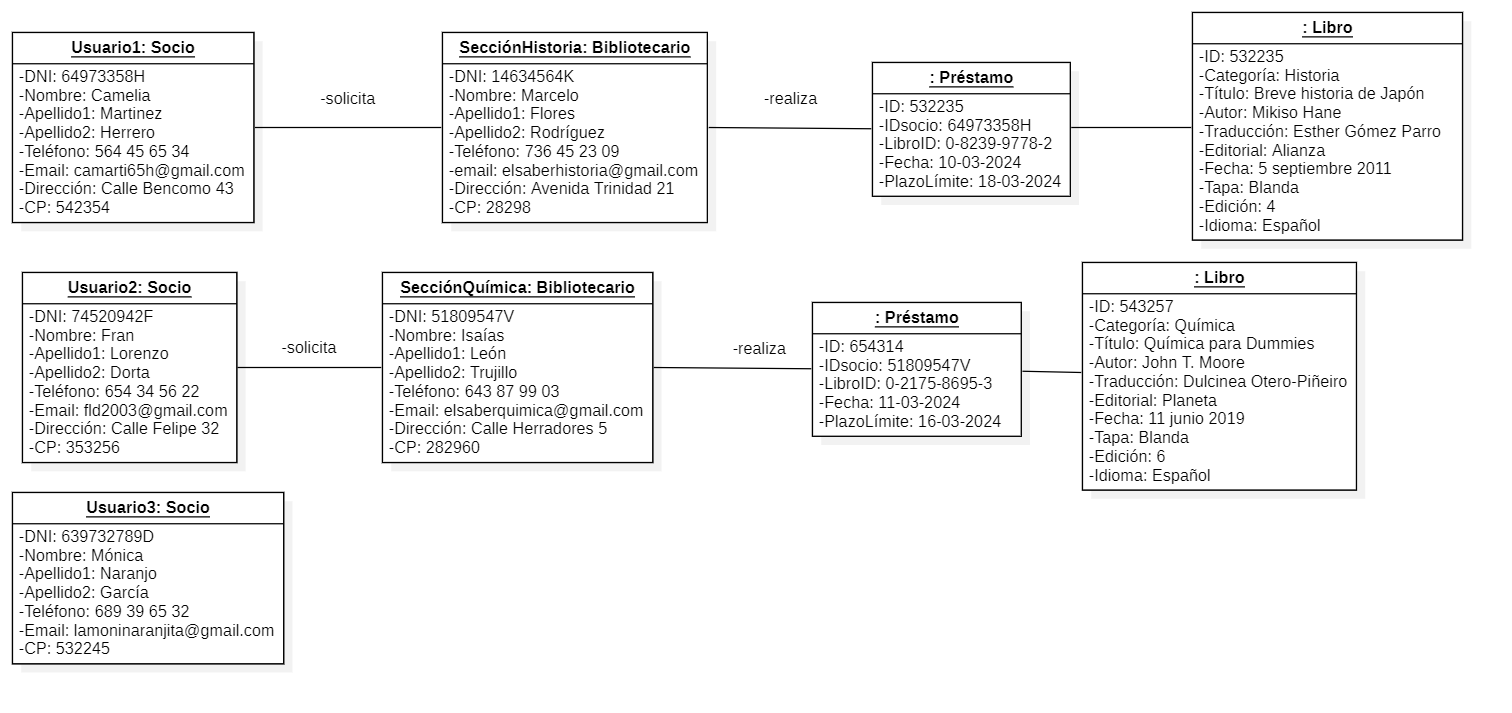 Usuario1: Socio
-DNI: 64973358H
-Nombre: Camelia
-Apellido1: Martinez
-Apellido2: Herrero
-Teléfono: 564 45 65 34
-Email: camarti65h@gmail.com
-Dirección: Calle Bencomo 43
-CP: 542354
-solicita
SecciónHistoria: Bibliotecario
-DNI: 14634564K
-Nombre: Marcelo
-Apellido1: Flores
-Apellido2: Rodríguez
-Teléfono: 736 45 23 09
-email: elsaberhistoria@gmail.com
-Dirección: Avenida Trinidad 21
-CP: 28298
-realiza
: Préstamo
-ID: 532235
-IDsocio: 64973358H
-LibroID: 0-8239-9778-2
-Fecha: 10-03-2024
-PlazoLímite: 18-03-2024
: Libro
-ID: 532235
-Categoría: Historia
-Título: Breve historia de Japón
-Autor: Mikiso Hane
-Traducción: Esther Gómez Parro
-Editorial: Alianza
-Fecha: 5 septiembre 2011
-Tapa: Blanda
-Edición: 4
-Idioma: Español
Usuario2: Socio
-DNI: 74520942F
-Nombre: Fran
-Apellido1: Lorenzo
-Apellido2: Dorta
-Teléfono: 654 34 56 22
-Email: fld2003@gmail.com
-Dirección: Calle Felipe 32
-CP: 353256
-solicita
SecciónQuímica: Bibliotecario
-DNI: 51809547V
-Nombre: Isaías
-Apellido1: León
-Apellido2: Trujillo
-Teléfono: 643 87 99 03
-Email: elsaberquimica@gmail.com
-Dirección: Calle Herradores 5
-CP: 282960
-realiza
: Préstamo
-ID: 654314
-IDsocio: 51809547V
-LibroID: 0-2175-8695-3
-Fecha: 11-03-2024
-PlazoLímite: 16-03-2024
: Libro
-ID: 543257
-Categoría: Química
-Título: Química para Dummies
-Autor: John T. Moore
-Traducción: Dulcinea Otero-Piñeiro
-Editorial: Planeta
-Fecha: 11 junio 2019
-Tapa: Blanda
-Edición: 6
-Idioma: Español
Usuario3: Socio
-DNI: 639732789D
-Nombre: Mónica
-Apellido1: Naranjo
-Apellido2: García
-Teléfono: 689 39 65 32
-Email: lamoninaranjita@gmail.com
-CP: 532245